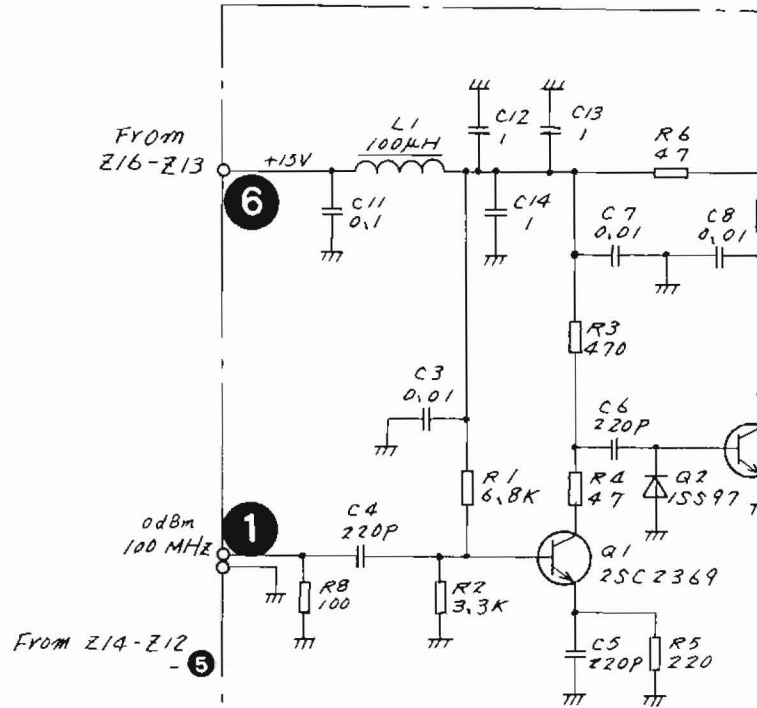 From
Z16-Z13
+15V
6
L1
100μH
C11
0.1
C12
1
C13
1
C14
1
R6
47
C7
0.01
C8
0.01
R3
470
C3
0.01
C6
220P
R1
6.8K
R4
47
Q2
1SS97
0dBm
100 MHz
1
C4
220P
Q1
2SC2369
R8
100
R2
3.3K
C5
220P
R5
220
From Z14-Z12
- 5